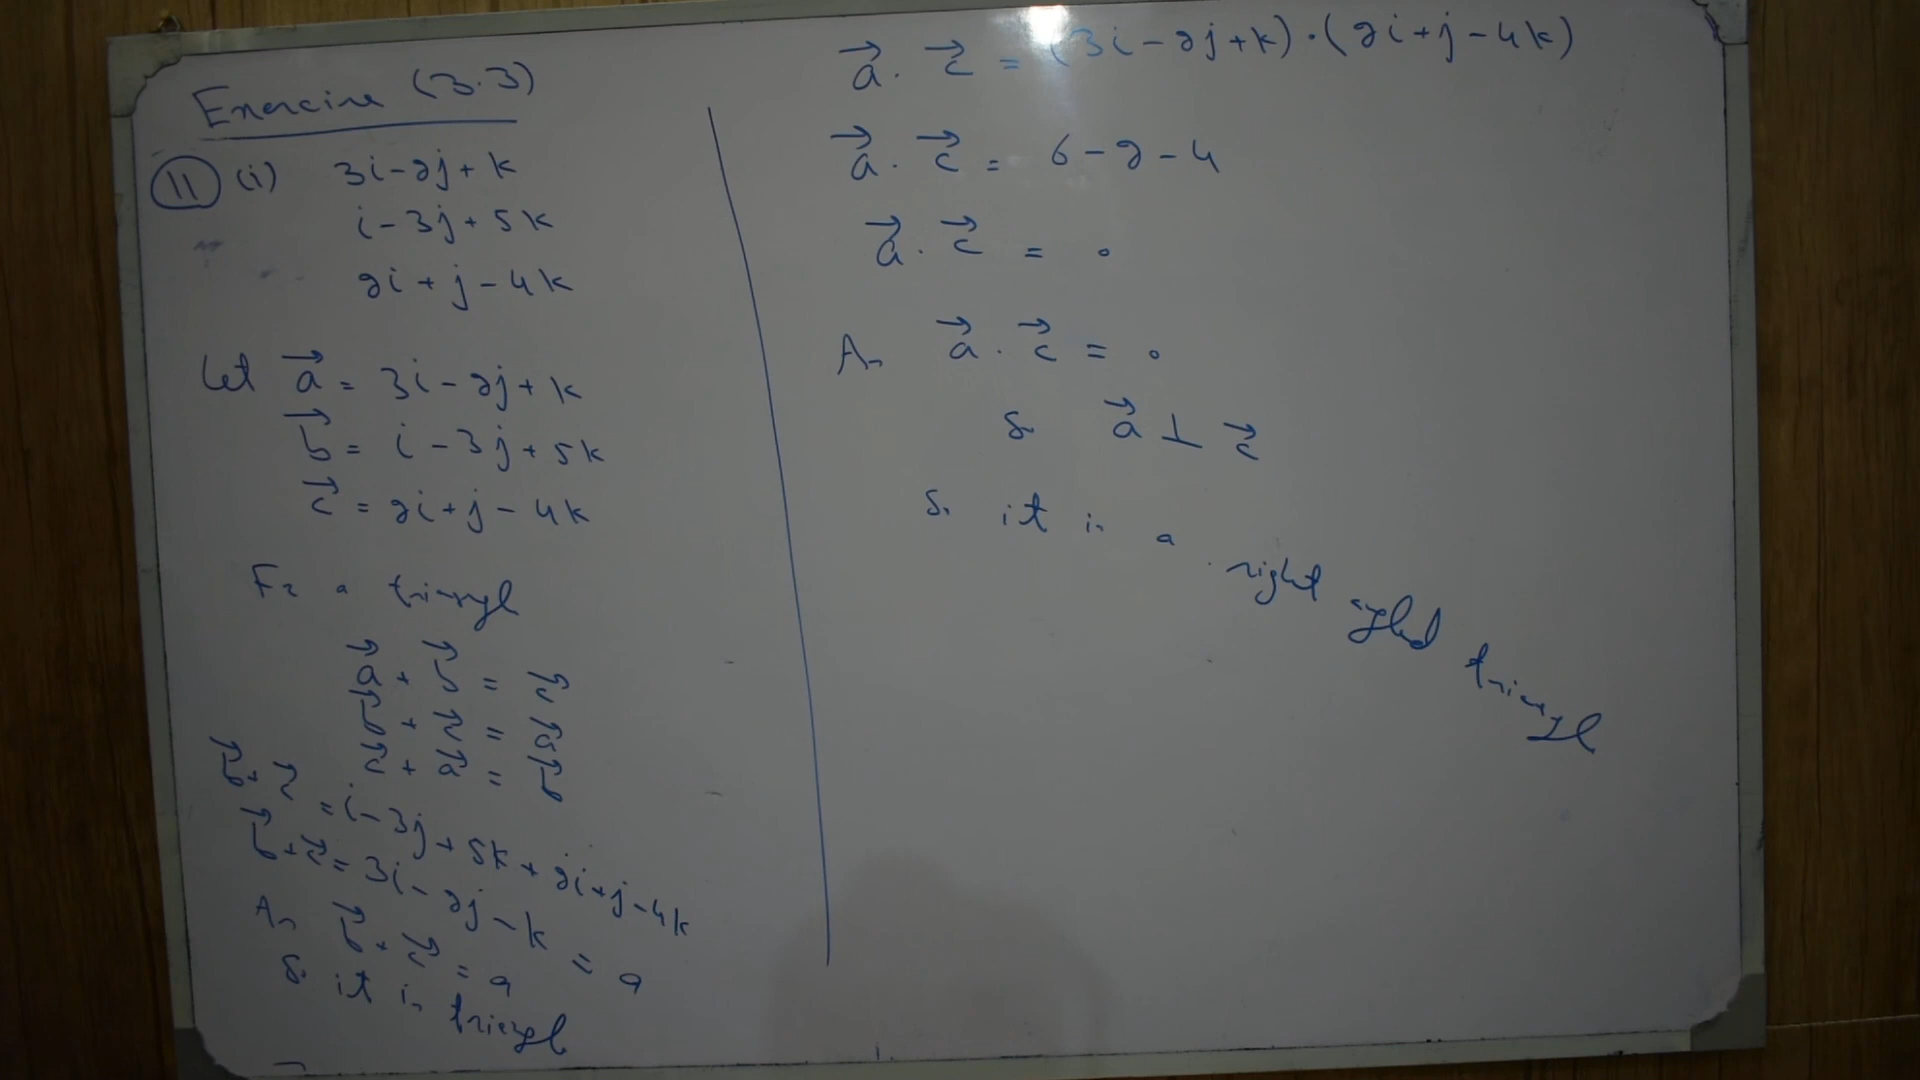 Exercise (3.3)
11 (i) 3i-2j+k
i-3j+5k
2i+j-4k
Let a⃗ = 3i-2j+k
b⃗ = i-3j+5k
c⃗ = 2i+j-4k
For a triangle
a⃗ + b⃗ = c⃗
b⃗ + c⃗ = a⃗
c⃗ + a⃗ = b⃗
b⃗+c⃗ = i-3j+5k+2i+j-4k
b⃗+c⃗ = 3i-2j-k = a
As b⃗+c⃗ = a
So it is triangle
a⃗ . c⃗ = (3i-2j+k).(2i+j-4k)
a⃗ . c⃗ = 6-2-4
a⃗ . c⃗ = 0
As a⃗ . c⃗ = 0
So a⃗ ⊥ c⃗
So it is a right angled triangle